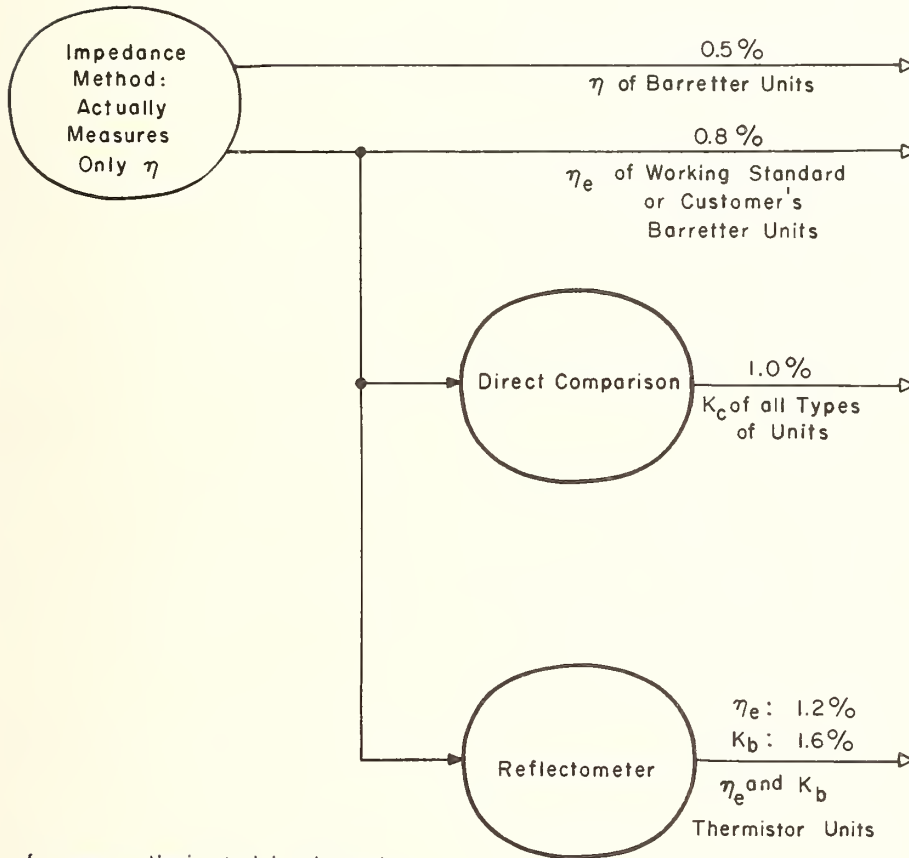 Impedance
Method:
Actually
Measures
Only η
0.5%
η of Barretter Units
0.8%
ηe of Working Standard
or Customer's
Barretter Units
Direct Comparison
1.0%
Kc of all Types
of Units
Reflectometer
ηe: 1.2%
Kb: 1.6%
ηe and Kb
Thermistor Units